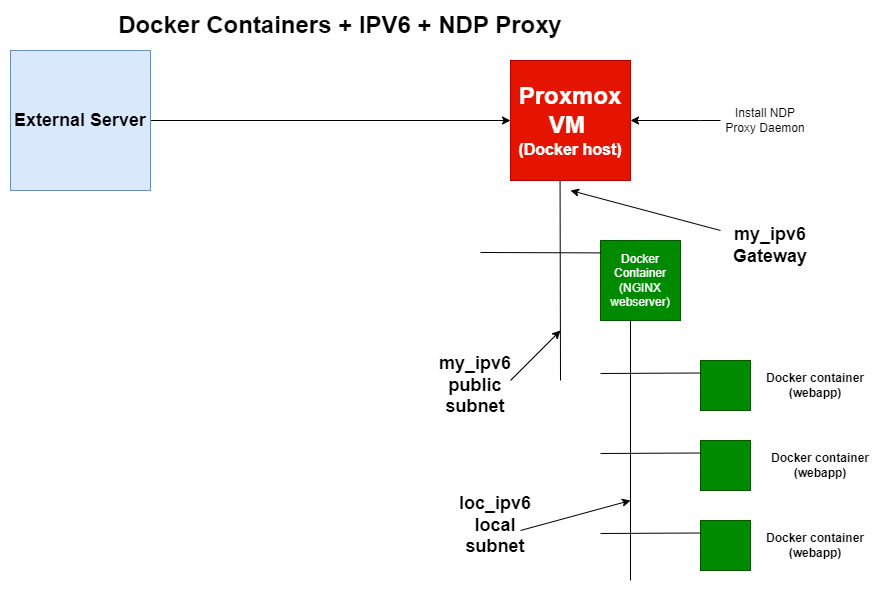 Docker Containers + IPV6 + NDP Proxy
External Server
Proxmox
VM
(Docker host)
Install NDP
Proxy Daemon
my_ipv6
Gateway
Docker
Container
(NGINX
webserver)
my_ipv6
public
subnet
Docker container
(webapp)
Docker container
(webapp)
loc_ipv6
local
subnet
Docker container
(webapp)